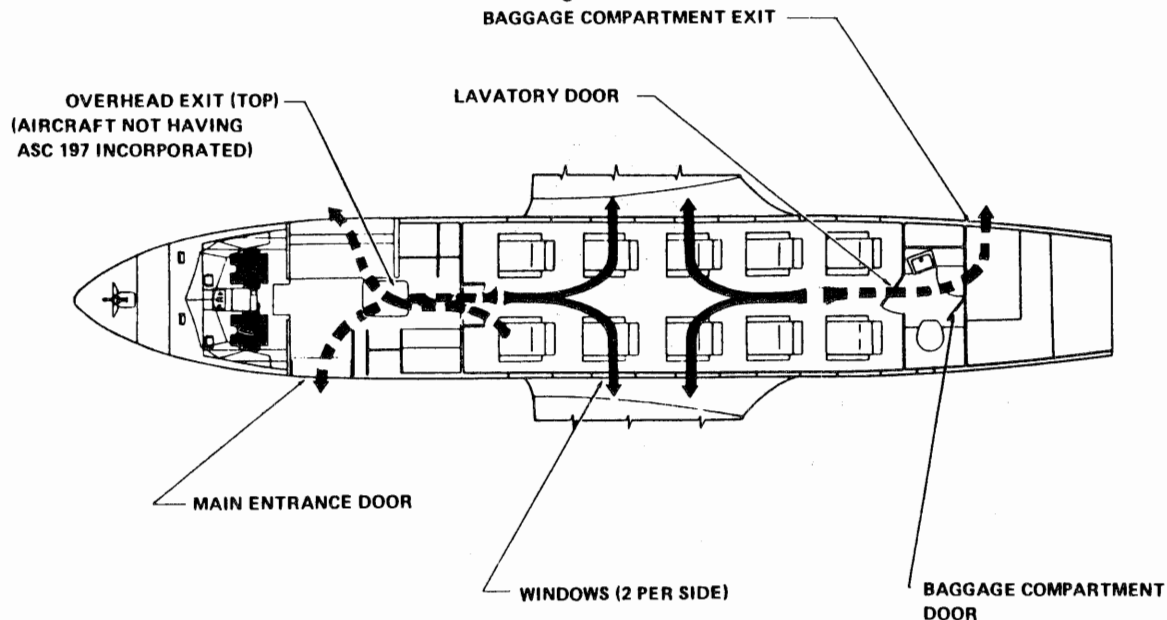 BAGGAGE COMPARTMENT EXIT
OVERHEAD EXIT (TOP)
(AIRCRAFT NOT HAVING
ASC 197 INCORPORATED)
LAVATORY DOOR
MAIN ENTRANCE DOOR
WINDOWS (2 PER SIDE)
BAGGAGE COMPARTMENT
DOOR